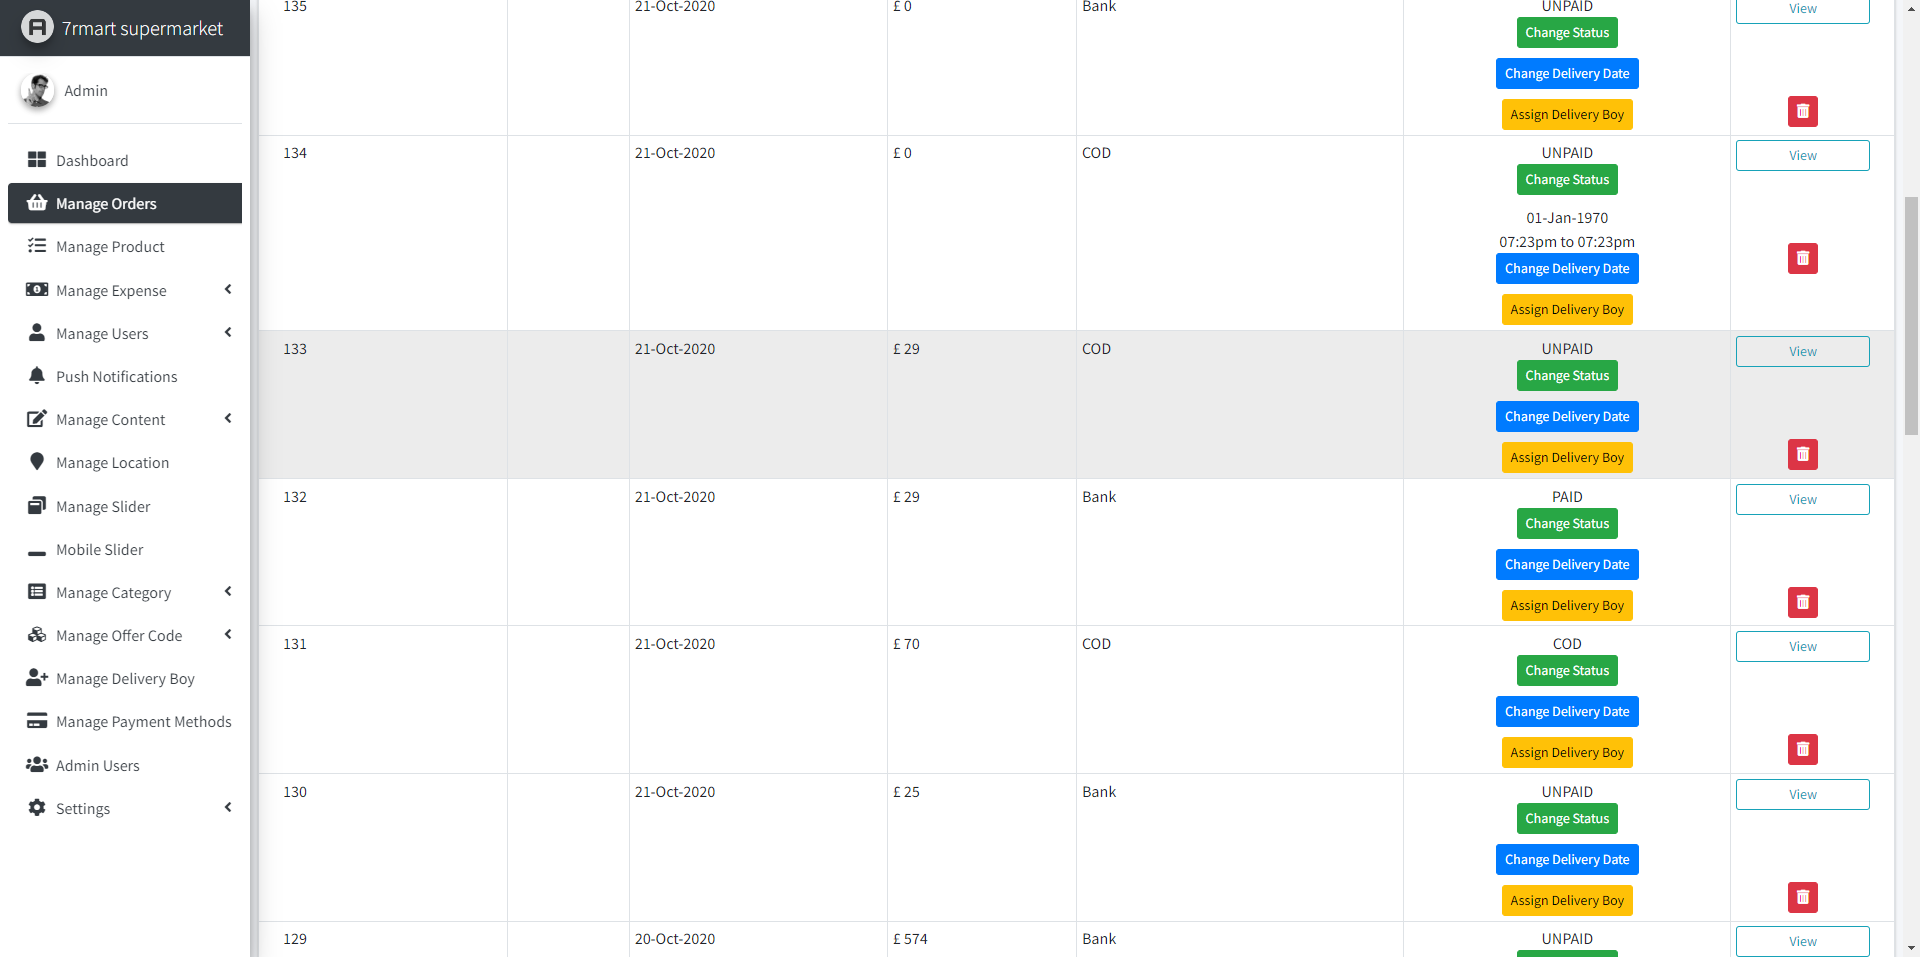 7rmart supermarket
Admin
Dashboard
Manage Orders
Manage Product
Manage Expense
Manage Users
Push Notifications
Manage Content
Manage Location
Manage Slider
Mobile Slider
Manage Category
Manage Offer Code
Manage Delivery Boy
Manage Payment Methods
Admin Users
Settings
135 21-Oct-2020 £ 0 Bank UNPAID View
Change Status
Change Delivery Date
Assign Delivery Boy
134 21-Oct-2020 £ 0 COD UNPAID View
Change Status
01-Jan-1970
07:23pm to 07:23pm
Change Delivery Date
Assign Delivery Boy
133 21-Oct-2020 £ 29 COD UNPAID View
Change Status
Change Delivery Date
Assign Delivery Boy
132 21-Oct-2020 £ 29 Bank PAID View
Change Status
Change Delivery Date
Assign Delivery Boy
131 21-Oct-2020 £ 70 COD COD View
Change Status
Change Delivery Date
Assign Delivery Boy
130 21-Oct-2020 £ 25 Bank UNPAID View
Change Status
Change Delivery Date
Assign Delivery Boy
129 20-Oct-2020 £ 574 Bank UNPAID View